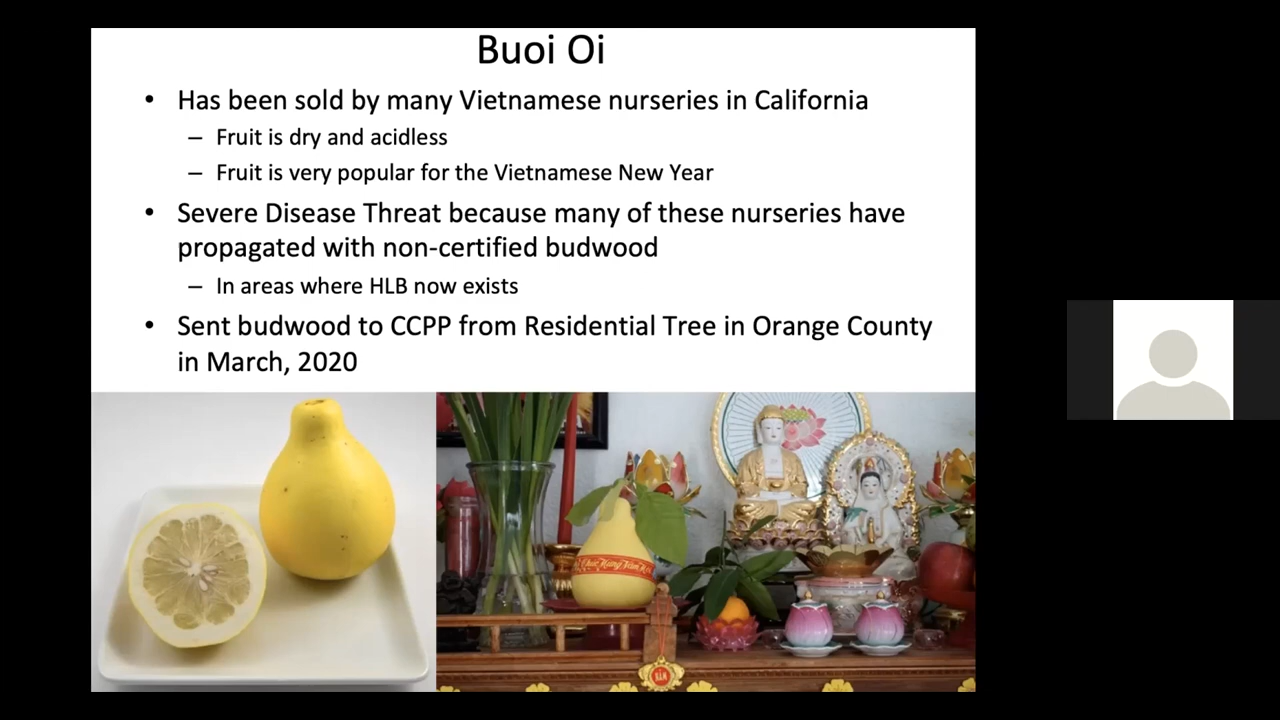 Buoi Oi
• Has been sold by many Vietnamese nurseries in California
– Fruit is dry and acidless
– Fruit is very popular for the Vietnamese New Year
• Severe Disease Threat because many of these nurseries have
propagated with non-certified budwood
– In areas where HLB now exists
• Sent budwood to CCPP from Residential Tree in Orange County
in March, 2020